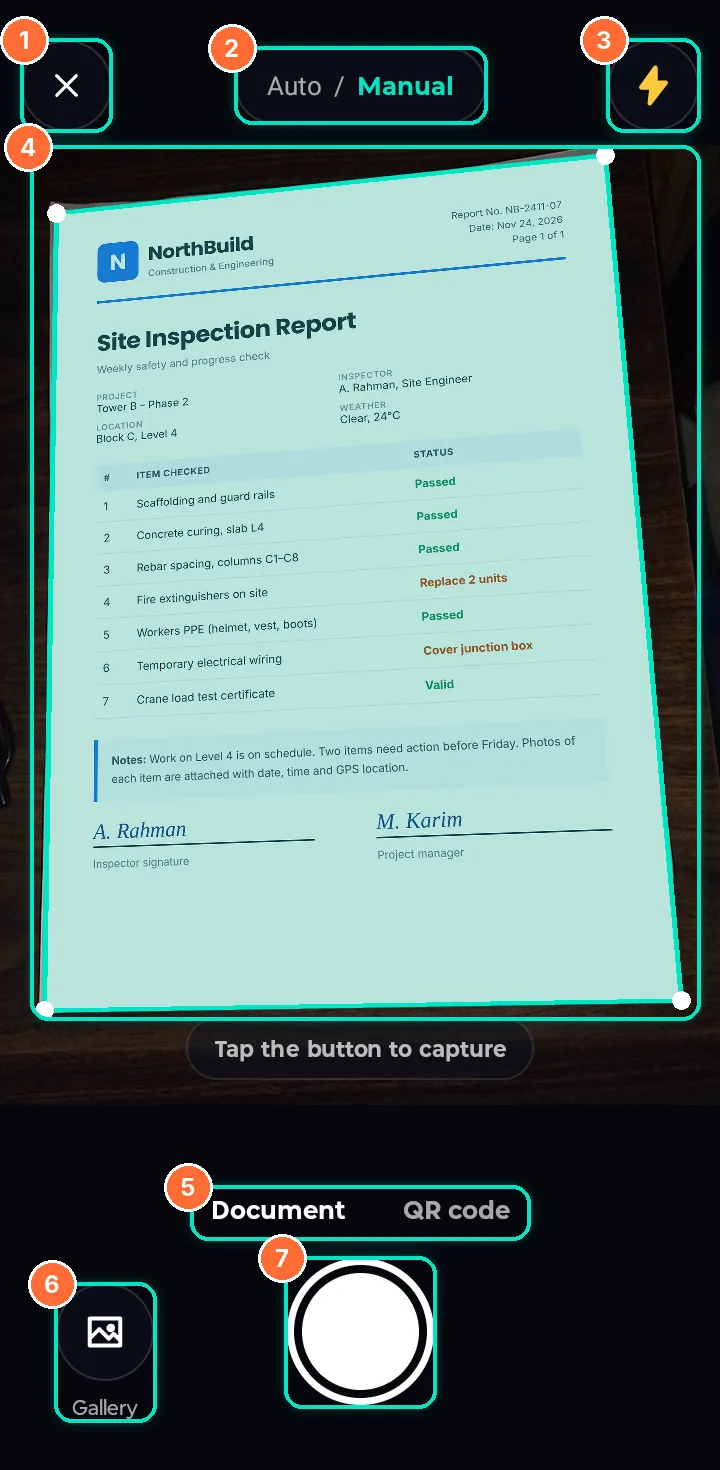 1
2
3
Auto / Manual
4
Report No. NB-2411-07
Date: Nov 24, 2026
Page 1 of 1
N
NorthBuild
Construction & Engineering
Site Inspection Report
Weekly safety and progress check
PROJECT
Tower B – Phase 2
INSPECTOR
A. Rahman, Site Engineer
LOCATION
Block C, Level 4
WEATHER
Clear, 24°C
# ITEM CHECKED STATUS
1 Scaffolding and guard rails Passed
2 Concrete curing, slab L4 Passed
3 Rebar spacing, columns C1–C8 Passed
4 Fire extinguishers on site Replace 2 units
5 Workers PPE (helmet, vest, boots) Passed
6 Temporary electrical wiring Cover junction box
7 Crane load test certificate Valid
Notes: Work on Level 4 is on schedule. Two items need action before Friday. Photos of
each item are attached with date, time and GPS location.
A. Rahman
Inspector signature
M. Karim
Project manager
Tap the button to capture
5
Document QR code
7
6
Gallery